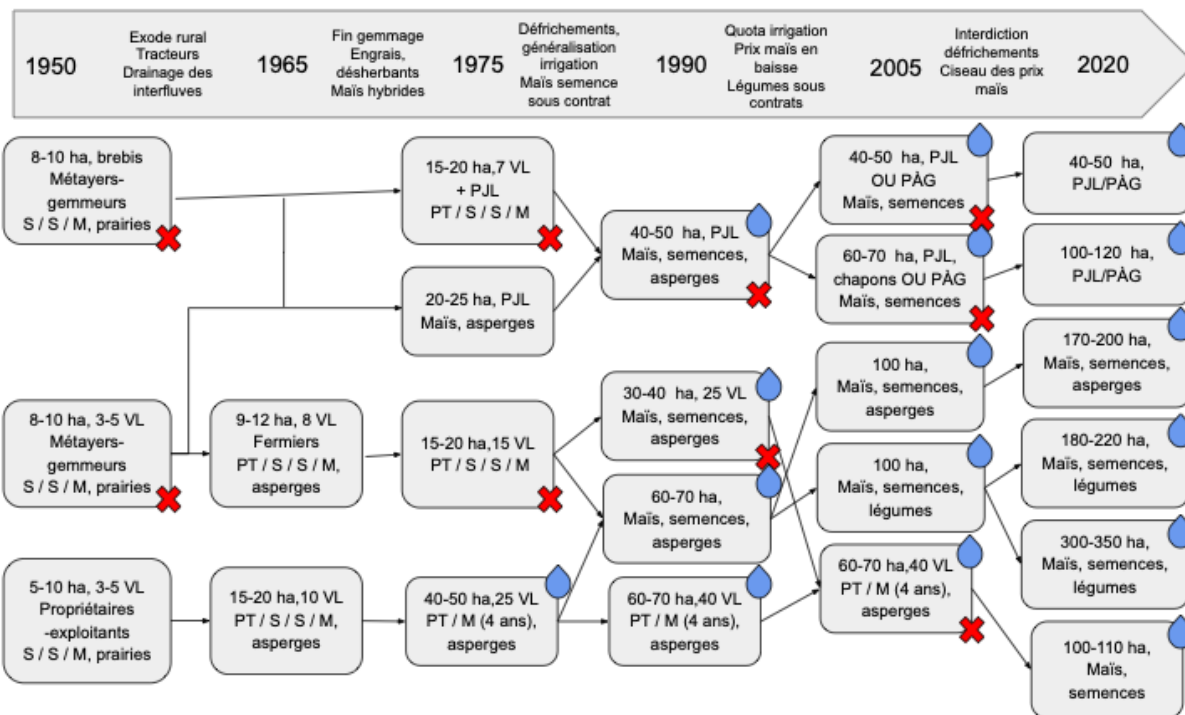 1950
Exode rural
Tracteurs
Drainage des
interfluves
1965
Fin gemmage
Engrais,
désherbants
Maïs hybrides
1975
Défrichements,
généralisation
irrigation
Maïs semence
sous contrat
1990
Quota irrigation
Prix maïs en
baisse
Légumes sous
contrats
2005
Interdiction
défrichements
Ciseau des prix
maïs
2020
8-10 ha, brebis
Métayers-
gemmeurs
S / S / M, prairies
15-20 ha,7 VL
+ PJL
PT / S / S / M
20-25 ha, PJL
Maïs, asperges
40-50 ha, PJL
Maïs, semences,
asperges
40-50 ha, PJL
OU PÀG
Maïs, semences
40-50 ha,
PJL/PÀG
60-70 ha, PJL,
chapons OU PÀG
Maïs, semences
100-120 ha,
PJL/PÀG
8-10 ha, 3-5 VL
Métayers-
gemmeurs
S / S / M, prairies
9-12 ha, 8 VL
Fermiers
PT / S / S / M,
asperges
15-20 ha,15 VL
PT / S / S / M
30-40 ha, 25 VL
Maïs, semences,
asperges
60-70 ha,
Maïs, semences,
asperges
100 ha,
Maïs, semences,
asperges
170-200 ha,
Maïs, semences,
asperges
100 ha,
Maïs, semences,
légumes
180-220 ha,
Maïs, semences,
légumes
300-350 ha,
Maïs, semences,
légumes
5-10 ha, 3-5 VL
Propriétaires
-exploitants
S / S / M, prairies
15-20 ha,10 VL
PT / S / S / M,
asperges
40-50 ha,25 VL
PT / M (4 ans),
asperges
60-70 ha,40 VL
PT / M (4 ans),
asperges
60-70 ha,40 VL
PT / M (4 ans),
asperges
100-110 ha,
Maïs,
semences